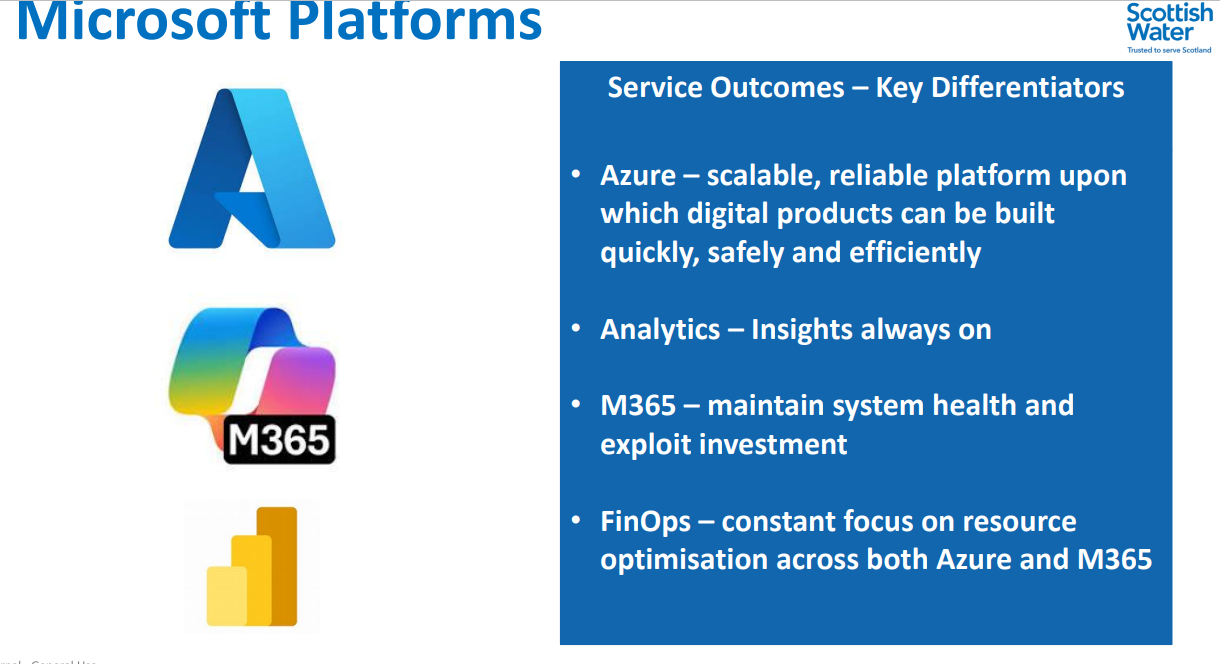 Microsoft Platforms
Scottish
Water
Trusted to serve Scotland
Service Outcomes – Key Differentiators
• Azure – scalable, reliable platform upon
which digital products can be built
quickly, safely and efficiently
• Analytics – Insights always on
• M365 – maintain system health and
exploit investment
• FinOps – constant focus on resource
optimisation across both Azure and M365
M365